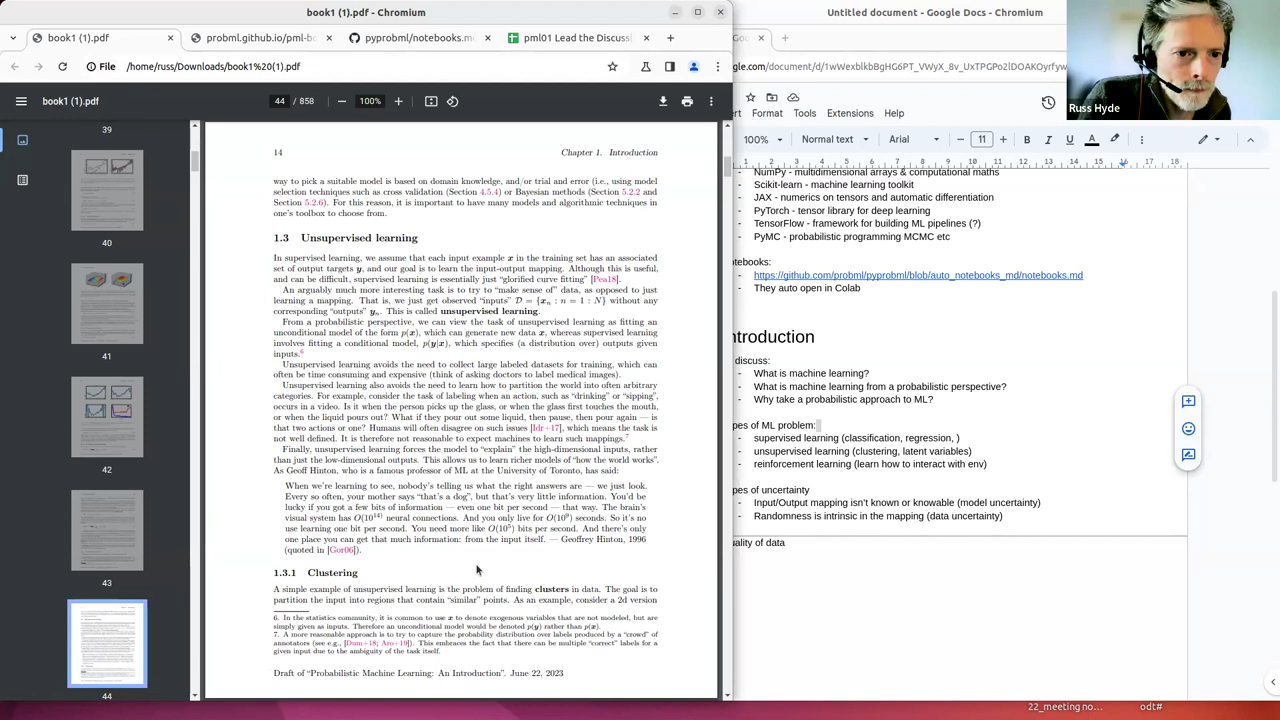 book1 (1).pdf - Chromium
book1 (1).pdf
probml.github.io/pml-bo
pyprobml/notebooks.md
pml01 Lead the Discuss
File
/home/russ/Downloads/book1%20(1).pdf
book1 (1).pdf
44 / 858
100%
39
40
41
42
43
44
14
Chapter 1. Introduction
way to pick a suitable model is based on domain knowledge, and/or trial and error (i.e., using model
selection techniques such as cross validation (Section 4.5.4) or Bayesian methods (Section 5.2.2 and
Section 5.2.6). For this reason, it is important to have many models and algorithmic techniques in
one's toolbox to choose from.
1.3 Unsupervised learning
In supervised learning, we assume that each input example x in the training set has an associated
set of output targets y, and our goal is to learn the input-output mapping. Although this is useful,
and can be difficult, supervised learning is essentially just "glorified curve fitting" [Pea18].
An arguably much more interesting task is to try to "make sense of" data, as opposed to just
learning a mapping. That is, we just get observed "inputs" D = {xn : n = 1 : N} without any
corresponding "outputs" yn. This is called unsupervised learning.
From a probabilistic perspective, we can view the task of unsupervised learning as fitting an
unconditional model of the form p(x), which can generate new data x, whereas supervised learning
involves fitting a conditional model, p(y|x), which specifies (a distribution over) outputs given
inputs.6
Unsupervised learning avoids the need to collect large labeled datasets for training, which can
often be time consuming and expensive (think of asking doctors to label medical images).
Unsupervised learning also avoids the need to learn how to partition the world into often arbitrary
categories. For example, consider the task of labeling when an action, such as "drinking" or "sipping",
occurs in a video. Is it when the person picks up the glass, or when the glass first touches the mouth,
or when the liquid pours out? What if they pour out some liquid, then pause, then pour again — is
that two actions or one? Humans will often disagree on such issues [Idr+17], which means the task is
not well defined. It is therefore not reasonable to expect machines to learn such mappings.7
Finally, unsupervised learning forces the model to "explain" the high-dimensional inputs, rather
than just the low-dimensional outputs. This allows us to learn richer models of "how the world works".
As Geoff Hinton, who is a famous professor of ML at the University of Toronto, has said:
When we're learning to see, nobody's telling us what the right answers are — we just look.
Every so often, your mother says "that's a dog", but that's very little information. You'd be
lucky if you got a few bits of information — even one bit per second — that way. The brain's
visual system has O(10^14) neural connections. And you only live for O(10^9) seconds. So it's no
use learning one bit per second. You need more like O(10^5) bits per second. And there's only
one place you can get that much information: from the input itself. — Geoffrey Hinton, 1996
(quoted in [Gor06]).
1.3.1 Clustering
A simple example of unsupervised learning is the problem of finding clusters in data. The goal is to
partition the input into regions that contain "similar" points. As an example, consider a 2d version
6. In the statistics community, it is common to use x to denote exogenous variables that are not modeled, but are
simply given as inputs. Therefore an unconditional model would be denoted p(y) rather than p(x).
7. A more reasonable approach is to try to capture the probability distribution over labels produced by a "crowd" of
annotators (see e.g., [Dum+18; Aro+19]). This embraces the fact that there can be multiple "correct" labels for a
given input due to the ambiguity of the task itself.
Draft of "Probabilistic Machine Learning: An Introduction". June 22, 2023
Untitled document - Google Docs - Chromium
gle.com/document/d/1wWexblkbBgHG6PT_VWyX_8v_UxTPGPo2lDOAKOyrfyw
Format Tools Extensions Help
100% Normal text Arial 11
1 2 3 4 5 6 7 8 9 10 11 12 13 14 15 16 17 18
- NumPy - multidimensional arrays & computational maths
- Scikit-learn - machine learning toolkit
- JAX - numerics on tensors and automatic differentiation
- PyTorch - tensor library for deep learning
- TensorFlow - framework for building ML pipelines (?)
- PyMC - probabilistic programming MCMC etc
otebooks:
- https://github.com/probml/pyprobml/blob/auto_notebooks_md/notebooks.md
- They auto open in Colab
ntroduction
discuss:
- What is machine learning?
- What is machine learning from a probabilistic perspective?
- Why take a probabilistic approach to ML?
pes of ML problem:
- supervised learning (classification, regression, )
- unsupervised learning (clustering, latent variables)
- reinforcement learning (learn how to interact with env)
pes of uncertainty
- Input/Output mapping isn't known or knowable (model uncertainty)
- Randomness is intrinsic in the mapping (data uncertainty)
uality of data
Russ Hyde
22_meeting no...
odt#